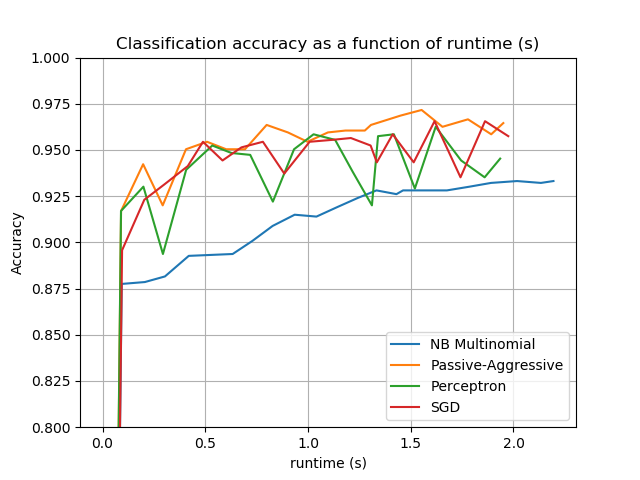 Classification accuracy as a function of runtime (s)
1.000
0.975
0.950
0.925
0.900
0.875
0.850
0.825
0.800
Accuracy
NB Multinomial
Passive-Aggressive
Perceptron
SGD
0.0 0.5 1.0 1.5 2.0
runtime (s)